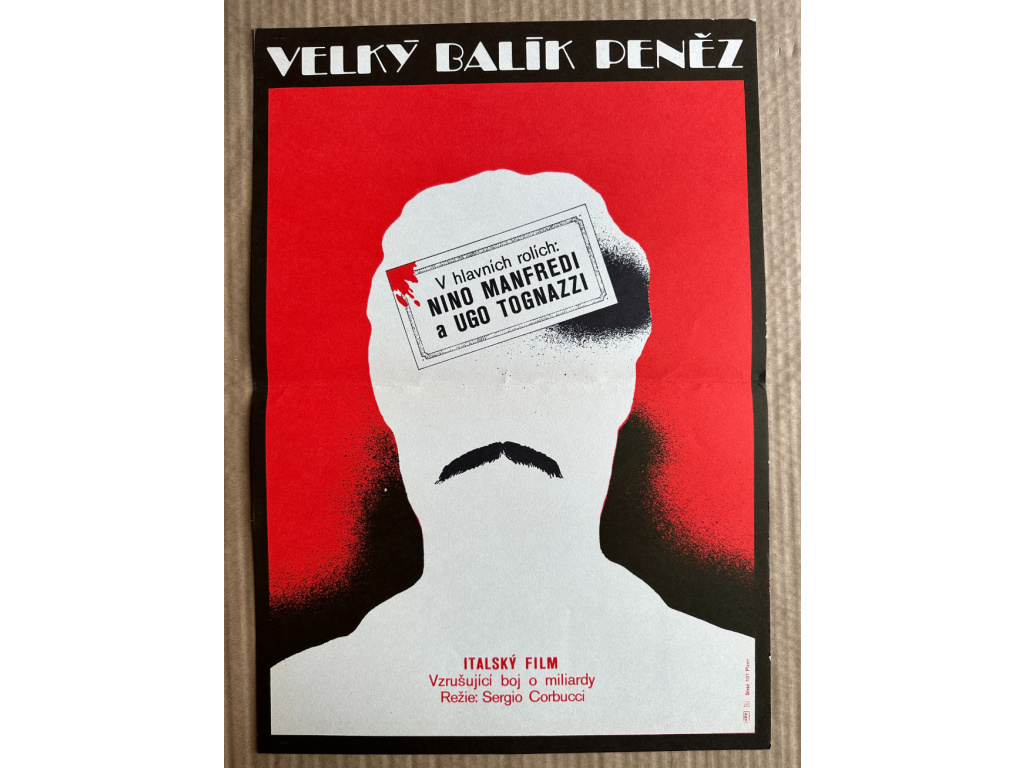 VELKÝ BALÍK PENĚZ
V hlavních rolích:
NINO MANFREDI
a UGO TOGNAZZI
ITALSKÝ FILM
Vzrušující boj o miliardy
Režie: Sergio Corbucci